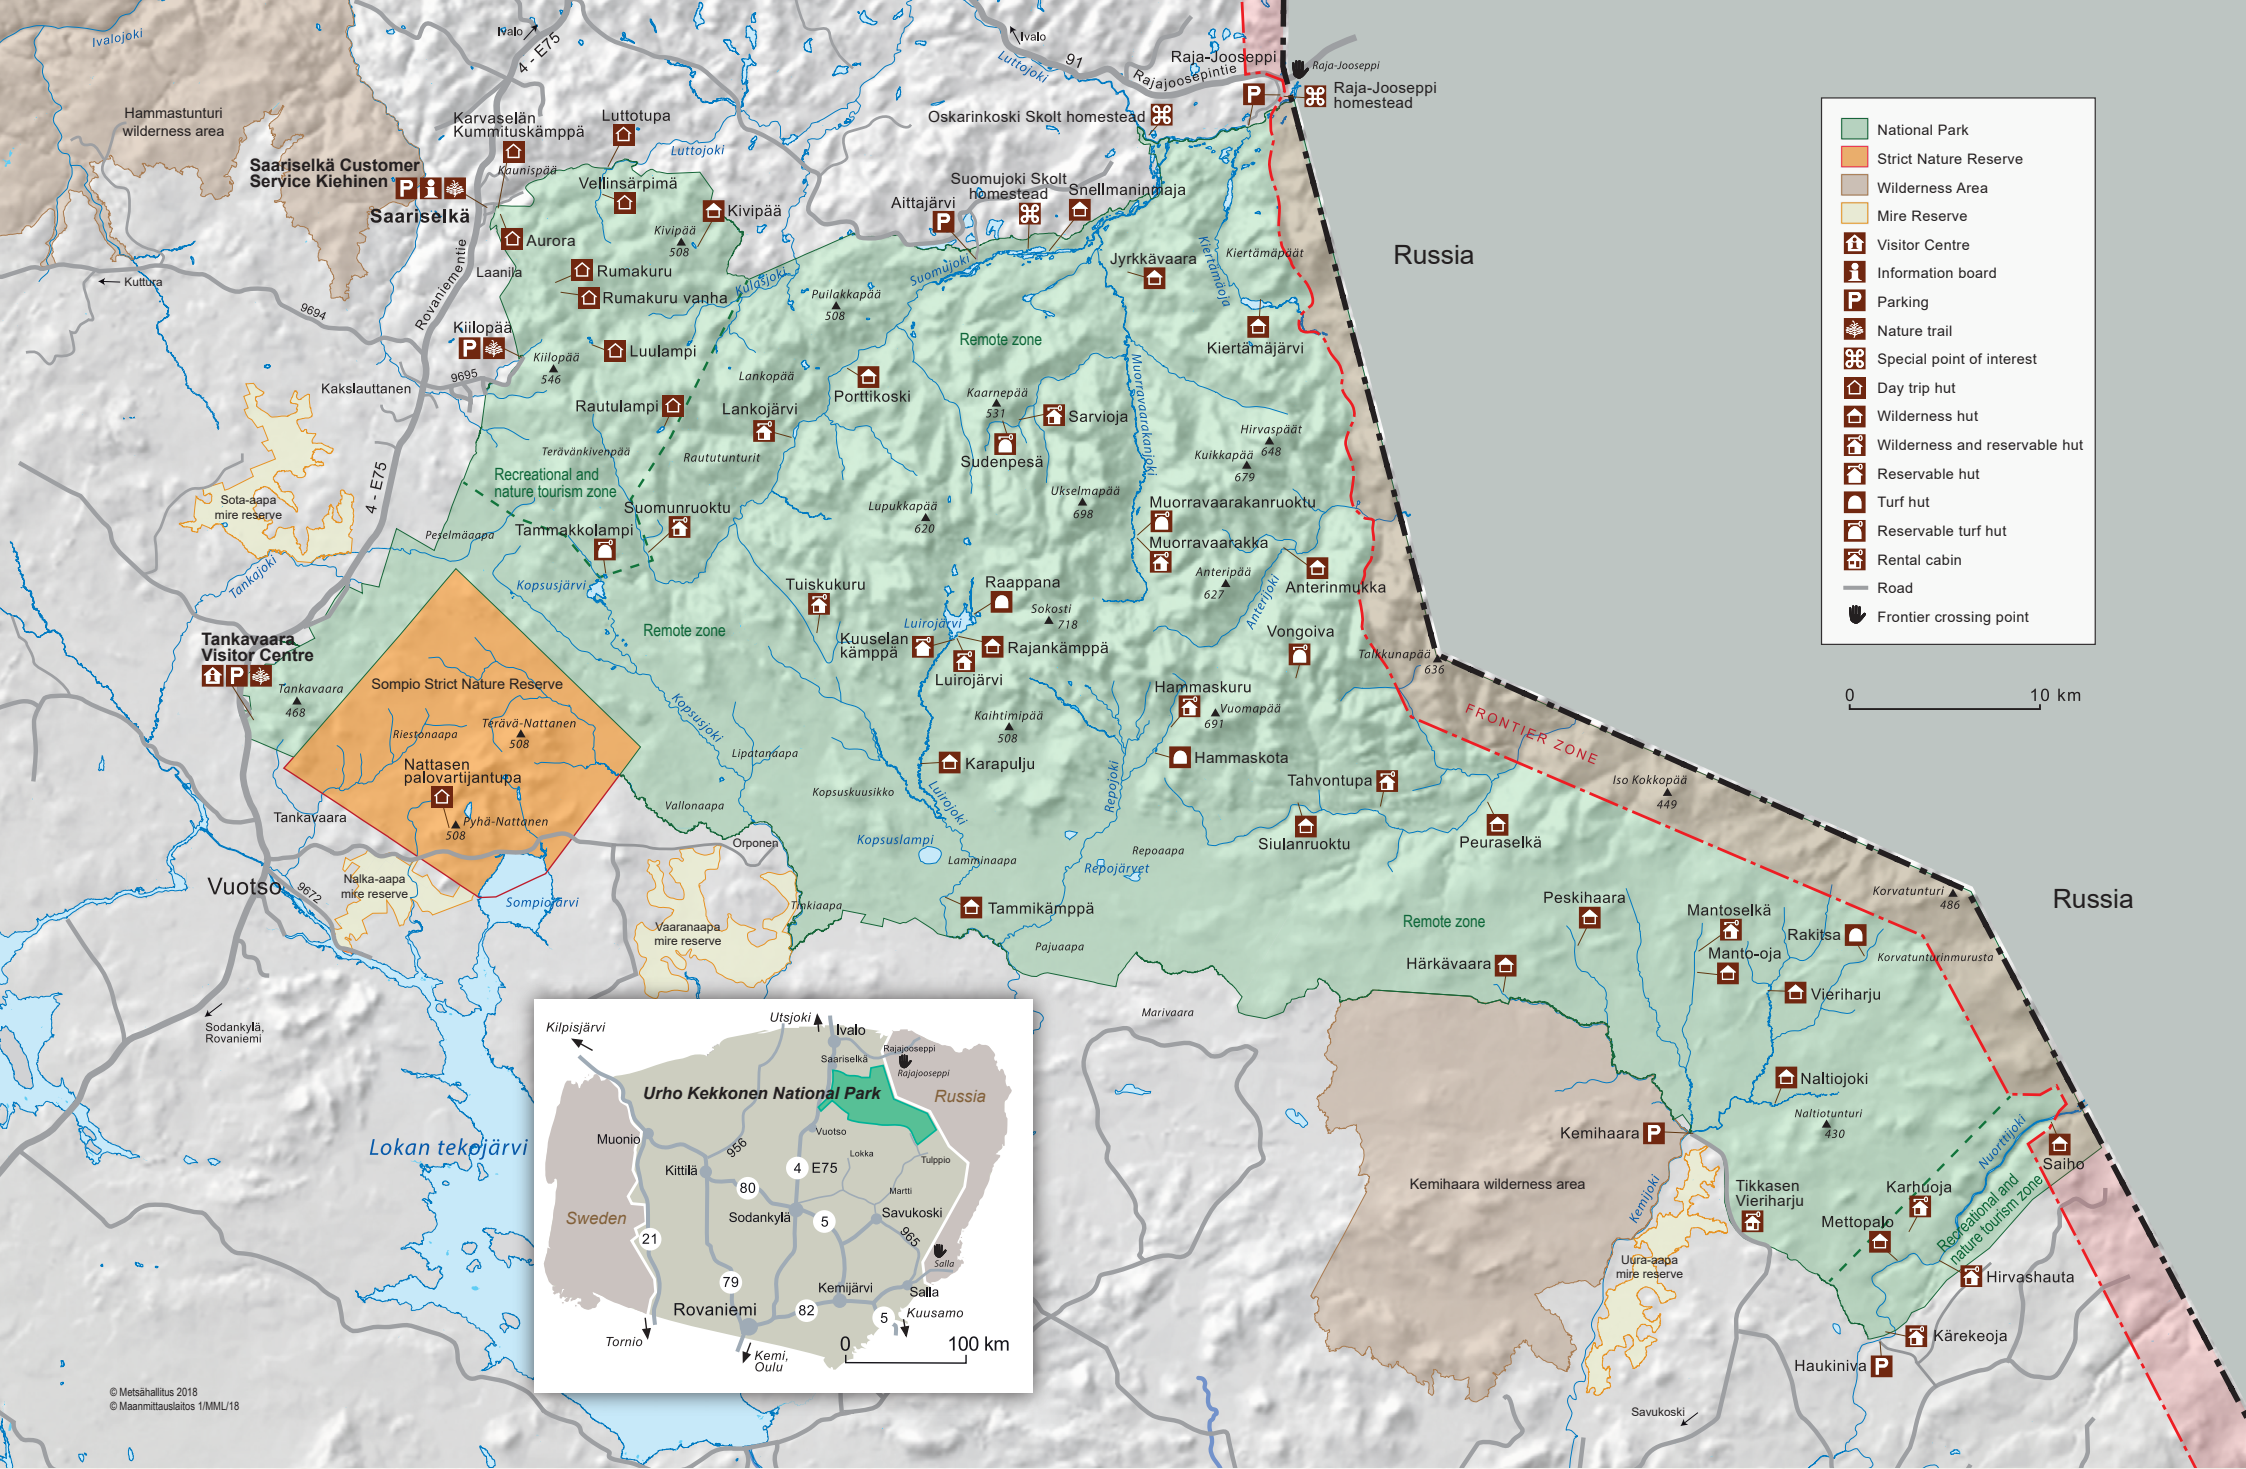 Ivalojoki
Ivalo
4 - E75
Ivalo
Luttojoki
91
Rajajoosepintie
Raja-Jooseppi
Raja-Jooseppi
Raja-Jooseppi
homestead
Hammastunturi
wilderness area
Karvaselän
Kummituskämppä
Luttotupa
Oskarinkoski Skolt homestead
Luttojoki
Saariselkä Customer
Service Kiehinen
P
Kaunispää
Saariselkä
Vellinsärpimä
Kivipää
Kivipää
508
Suomujoki Skolt
homestead
Snellmaninmaja
Aittajärvi
P
P
Aurora
Laanila
Rumakuru
Rumakuru vanha
Kulasjoki
Suomujoki
Puilakkapää
508
Jyrkkävaara
Kiertämäoja
Kiertämäpäät
Kiertämäjärvi
Russia
Kuttura
9694
Rovaniementie
Kiilopää
P
Kiilopää
546
Luulampi
Kakslauttanen
9695
Rautulampi
Lankopää
Lankojärvi
Porttikoski
Remote zone
Kaarnepää
531
Sarvioja
Sudenpesä
Muorravaarakanjoki
Hirvaspäät
648
Kuikkapää
679
Terävänkivenpää
Raututunturit
Recreational and
nature tourism zone
4 - E75
Sota-aapa
mire reserve
Peselmäaapa
Tammakkolampi
Suomunruoktu
Lupukkapää
620
Ukselmapää
698
Muorravaarakanruoktu
Muorravaarakka
Anteripää
627
Anterijoki
Anterinmukka
Tankajoki
Kopsusjärvi
Remote zone
Tuiskukuru
Raappana
Sokosti
718
Luirojärvi
Kuuselan
kämppä
Rajankämppä
Luirojärvi
Vongoiva
Talkkunapää
636
Tankavaara
Visitor Centre
P
Tankavaara
468
Sompio Strict Nature Reserve
Terävä-Nattanen
508
Riestonaapa
Nattasen
palovartijantupa
Pyhä-Nattanen
508
Kopsusjoki
Lipatanaapa
Kaihtimipää
508
Hammaskuru
Vuomapää
691
Hammaskota
FRONTIER ZONE
Karapulju
Kopsuskuusikko
Luirojoki
Repojoki
Tahvontupa
Iso Kokkopää
449
Vallonaapa
Tankavaara
Orponen
Kopsuslampi
Lamminaapa
Repoaapa
Repojärvet
Siulanruoktu
Peuraselkä
Vuotso
9672
Nalka-aapa
mire reserve
Sompiojärvi
Vaaranaapa
mire reserve
Tinkiaapa
Tammikämppä
Pajuaapa
Remote zone
Peskihaara
Mantoselkä
Manto-oja
Rakitsa
Korvatunturi
486
Korvatunturinmurusta
Russia
Härkävaara
Vieriharju
Marivaara
Sodankylä,
Rovaniemi
Lokan tekojärvi
Kemihaara wilderness area
Kemihaara
P
Naltiojoki
Naltiotunturi
430
Nuorttijoki
Saiho
Kemijoki
Tikkasen
Vieriharju
Karhuoja
Mettopalo
Recreational and
nature tourism zone
Uura-aapa
mire reserve
Hirvashauta
Kärekeoja
Haukiniva
P
Savukoski
National Park
Strict Nature Reserve
Wilderness Area
Mire Reserve
Visitor Centre
Information board
P
Parking
Nature trail
Special point of interest
Day trip hut
Wilderness hut
Wilderness and reservable hut
Reservable hut
Turf hut
Reservable turf hut
Rental cabin
Road
Frontier crossing point
0
10 km
Kilpisjärvi
Utsjoki
Ivalo
Saariselkä
Rajajooseppi
Rajajooseppi
Urho Kekkonen National Park
Russia
Muonio
Vuotso
956
Kittilä
4
E75
Lokka
Tulppio
80
Martti
Sweden
Sodankylä
5
Savukoski
965
21
Salla
79
Kemijärvi
Salla
Rovaniemi
82
5
Kuusamo
Tornio
Kemi,
Oulu
0
100 km
© Metsähallitus 2018
© Maanmittauslaitos 1/MML/18